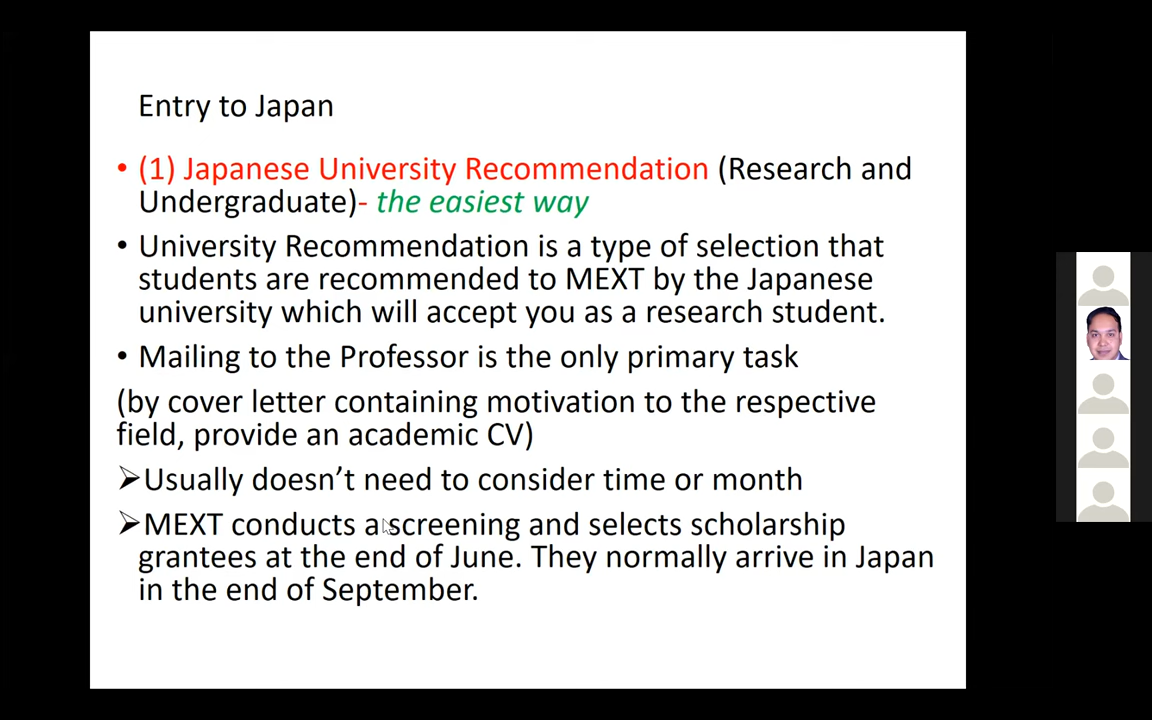 Entry to Japan
• (1) Japanese University Recommendation (Research and
Undergraduate)- the easiest way
• University Recommendation is a type of selection that
students are recommended to MEXT by the Japanese
university which will accept you as a research student.
• Mailing to the Professor is the only primary task
(by cover letter containing motivation to the respective
field, provide an academic CV)
➢Usually doesn’t need to consider time or month
➢MEXT conducts a screening and selects scholarship
grantees at the end of June. They normally arrive in Japan
in the end of September.